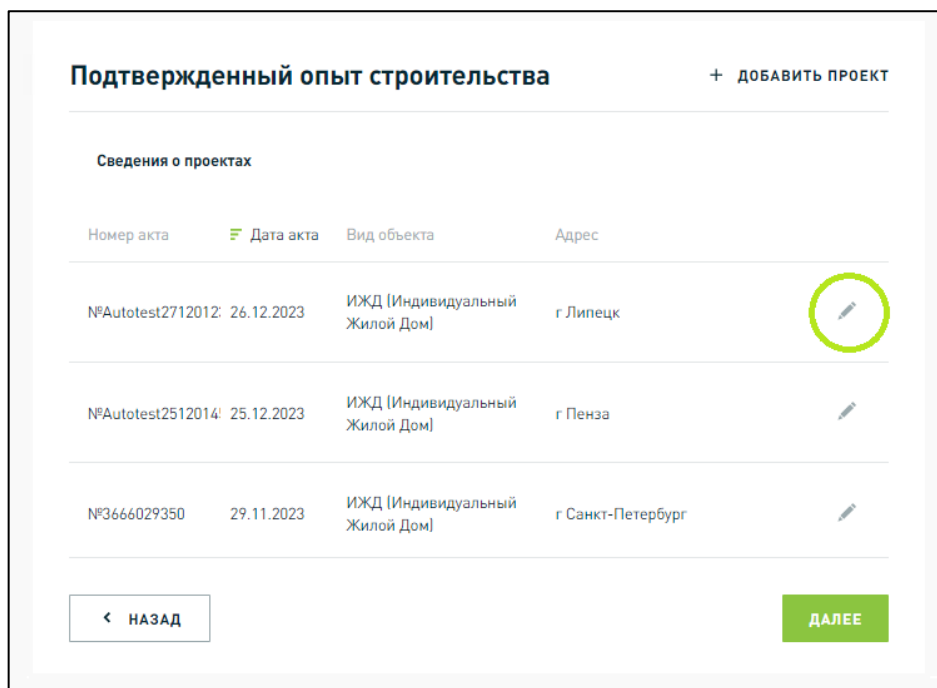 Подтвержденный опыт строительства
+ ДОБАВИТЬ ПРОЕКТ
Сведения о проектах
Номер акта Дата акта Вид объекта Адрес
№Autotest2712012 26.12.2023 ИЖД (Индивидуальный Жилой Дом) г Липецк
№Autotest2512014 25.12.2023 ИЖД (Индивидуальный Жилой Дом) г Пенза
№3666029350 29.11.2023 ИЖД (Индивидуальный Жилой Дом) г Санкт-Петербург
НАЗАД
ДАЛЕЕ